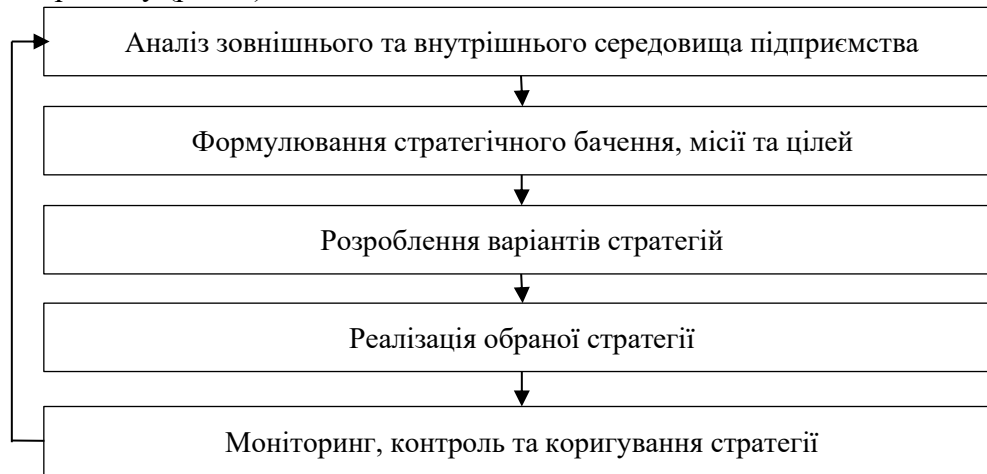 Аналіз зовнішнього та внутрішнього середовища підприємства
Формулювання стратегічного бачення, місії та цілей
Розроблення варіантів стратегій
Реалізація обраної стратегії
Моніторинг, контроль та коригування стратегії